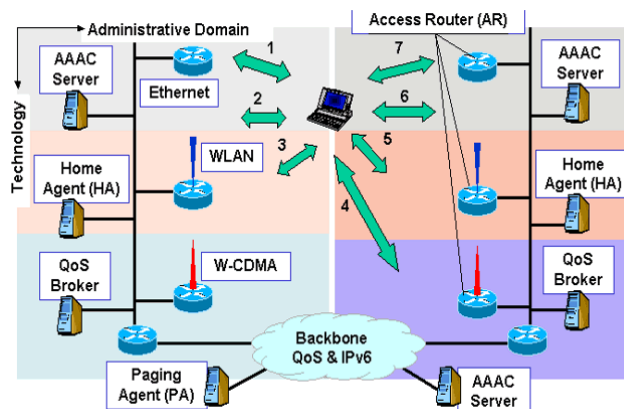 Administrative Domain
Technology
AAAC
Server
Ethernet
1
2
3
Home
Agent (HA)
WLAN
QoS
Broker
W-CDMA
Paging
Agent (PA)
Backbone
QoS & IPv6
Access Router (AR)
7
6
5
4
AAAC
Server
Home
Agent (HA)
QoS
Broker
AAAC
Server